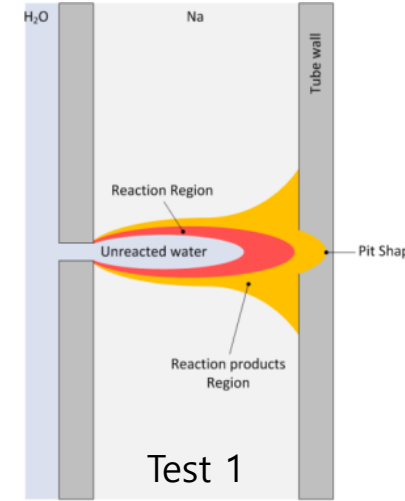 H₂O
Na
Tube wall
Reaction Region
Unreacted water
Pit Shap
Reaction products
Region
Test 1